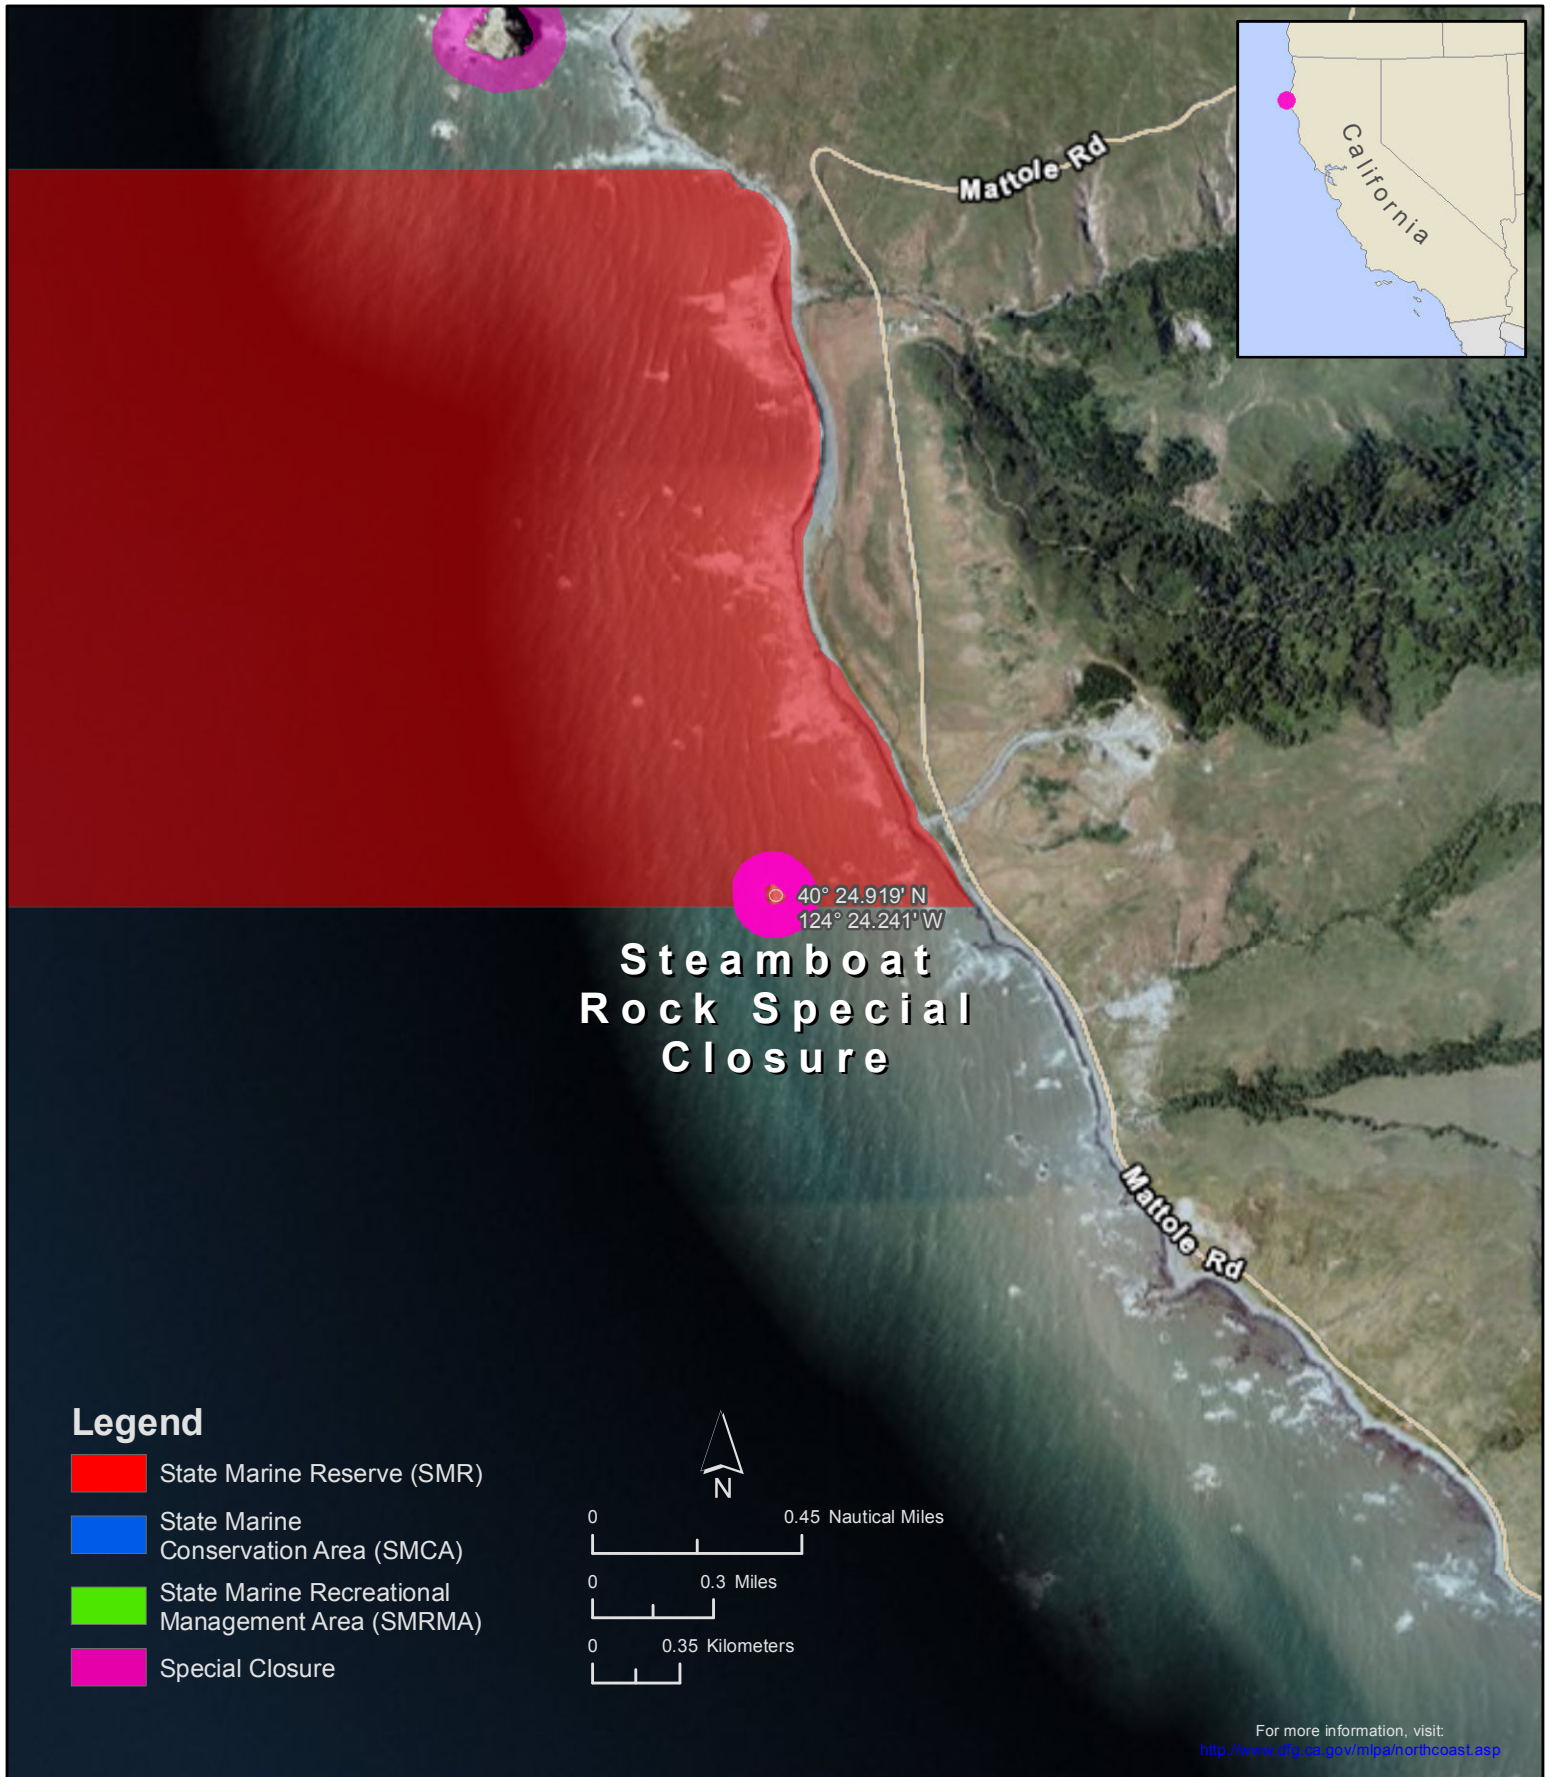 California
Mattole Rd
40° 24.919' N
124° 24.241' W
Steamboat
Rock Special
Closure
Mattole Rd
Legend
State Marine Reserve (SMR)
State Marine
Conservation Area (SMCA)
State Marine Recreational
Management Area (SMRMA)
Special Closure
N
0 0.45 Nautical Miles
0 0.3 Miles
0 0.35 Kilometers
For more information, visit:
http://www.dfg.ca.gov/mlpa/northcoast.asp